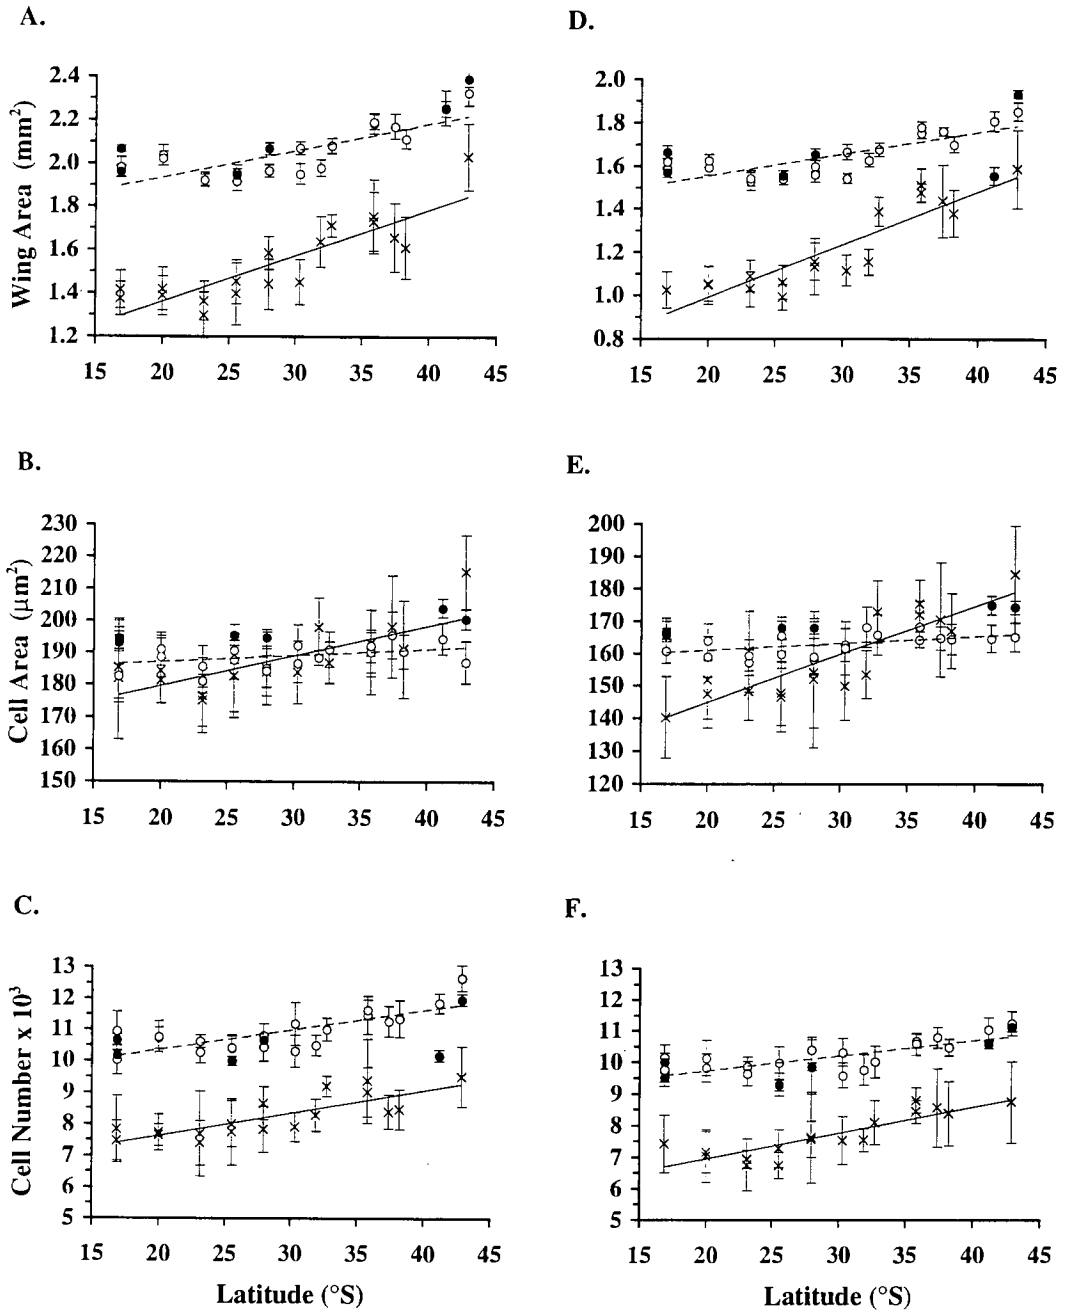 A.
D.
Wing Area (mm²)
2.4
2.2
2.0
1.8
1.6
1.4
1.2
15 20 25 30 35 40 45
2.0
1.8
1.6
1.4
1.2
1.0
0.8
15 20 25 30 35 40 45
B.
E.
Cell Area (µm²)
230
220
210
200
190
180
170
160
150
15 20 25 30 35 40 45
200
190
180
170
160
150
140
130
120
15 20 25 30 35 40 45
C.
F.
Cell Number x 10³
13
12
11
10
9
8
7
6
5
15 20 25 30 35 40 45
Latitude (°S)
13
12
11
10
9
8
7
6
5
15 20 25 30 35 40 45
Latitude (°S)